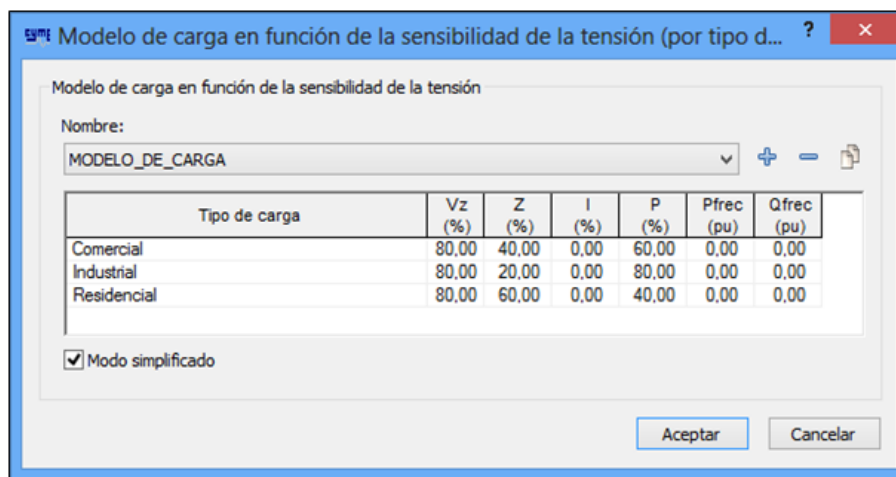 CYME Modelo de carga en función de la sensibilidad de la tensión (por tipo d... ?
Modelo de carga en función de la sensibilidad de la tensión
Nombre:
MODELO_DE_CARGA
Tipo de carga Vz (%) Z (%) I (%) P (%) Pfrec (pu) Qfrec (pu)
Comercial 80,00 40,00 0,00 60,00 0,00 0,00
Industrial 80,00 20,00 0,00 80,00 0,00 0,00
Residencial 80,00 60,00 0,00 40,00 0,00 0,00
Modo simplificado
Aceptar Cancelar